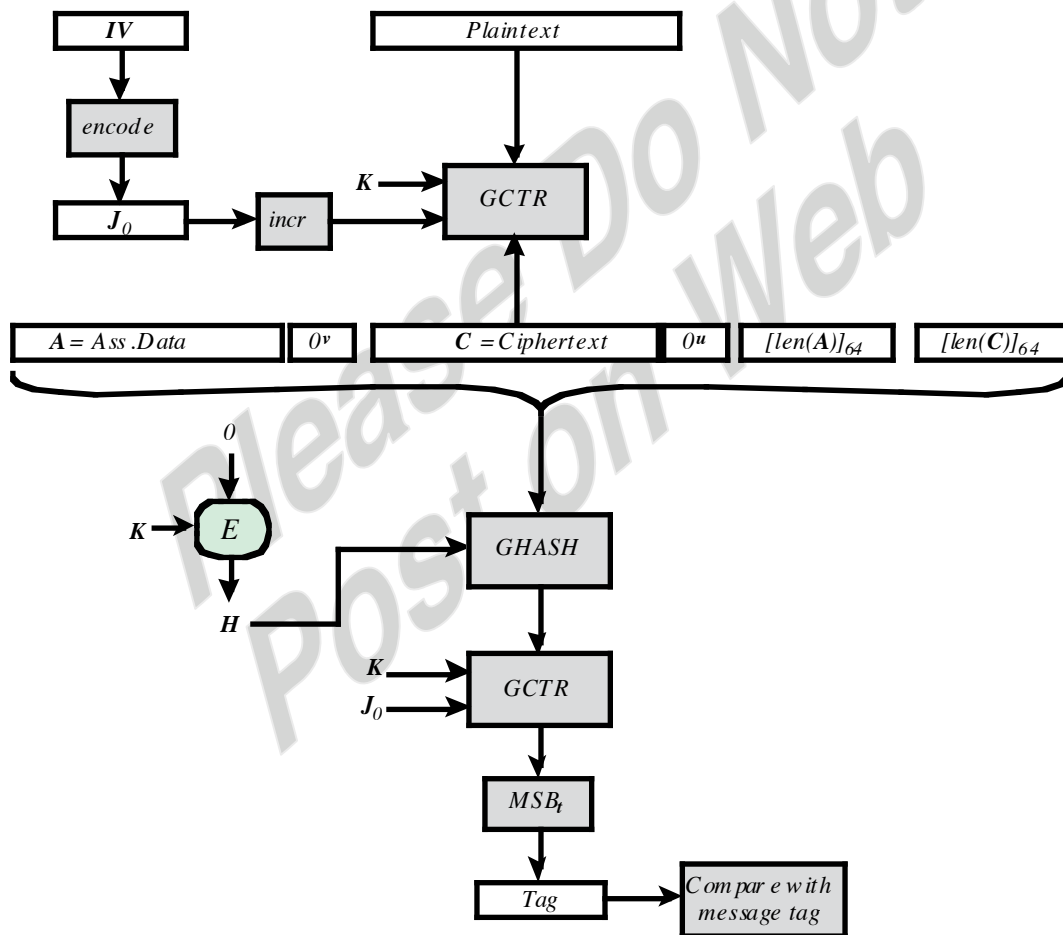 IV
Plaintext
encode
K
GCTR
J0
incr
A = Ass.Data
0v
C = Ciphertext
0u
[len(A)]64
[len(C)]64
0
K
E
GHASH
H
K
GCTR
J0
MSBt
Tag
Compare with
message tag
Please Do Not
Post on Web